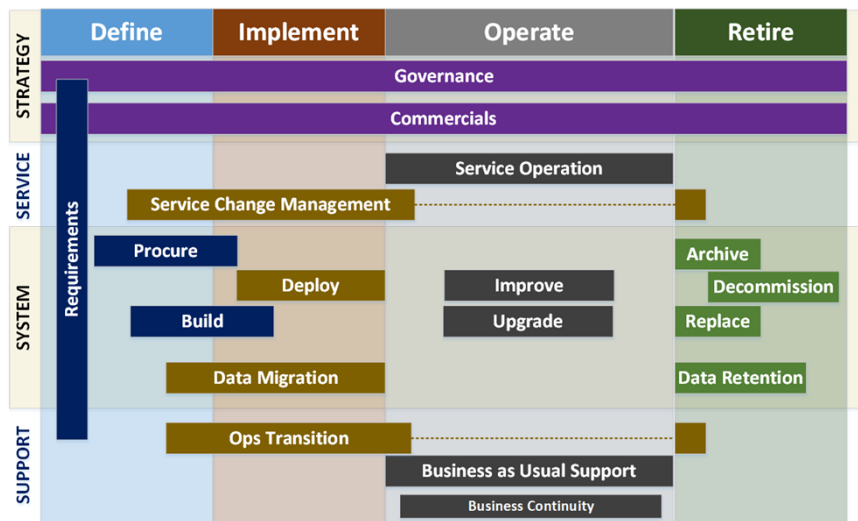 Define
Implement
Operate
Retire
STRATEGY
Governance
Commercials
Requirements
SERVICE
Service Operation
Service Change Management
SYSTEM
Procure
Archive
Deploy
Improve
Decommission
Build
Upgrade
Replace
Data Migration
Data Retention
SUPPORT
Ops Transition
Business as Usual Support
Business Continuity